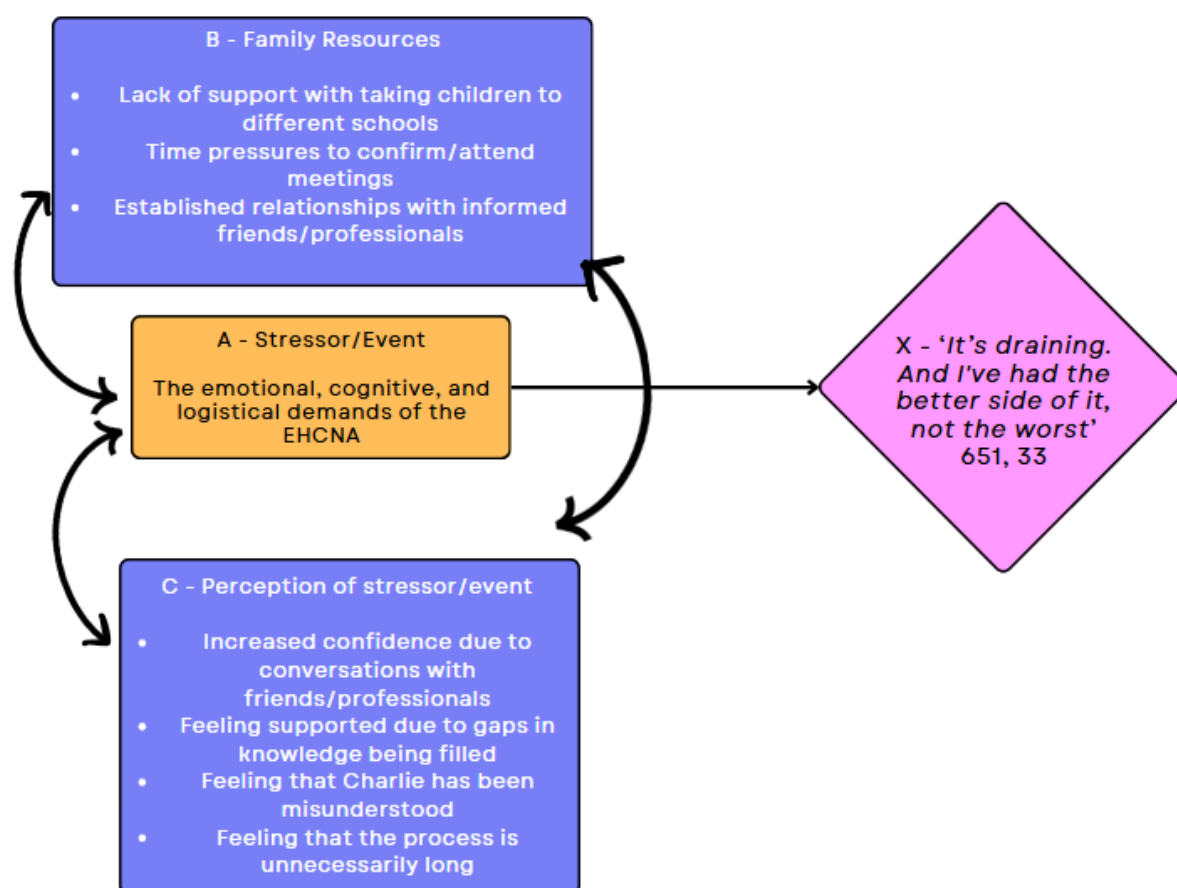 B - Family Resources
• Lack of support with taking children to
different schools
• Time pressures to confirm/attend
meetings
• Established relationships with informed
friends/professionals
A - Stressor/Event
The emotional, cognitive, and
logistical demands of the
EHCNA
X - ‘It's draining.
And I've had the
better side of it,
not the worst’
651, 33
C - Perception of stressor/event
• Increased confidence due to
conversations with
friends/professionals
• Feeling supported due to gaps in
knowledge being filled
• Feeling that Charlie has been
misunderstood
• Feeling that the process is
unnecessarily long